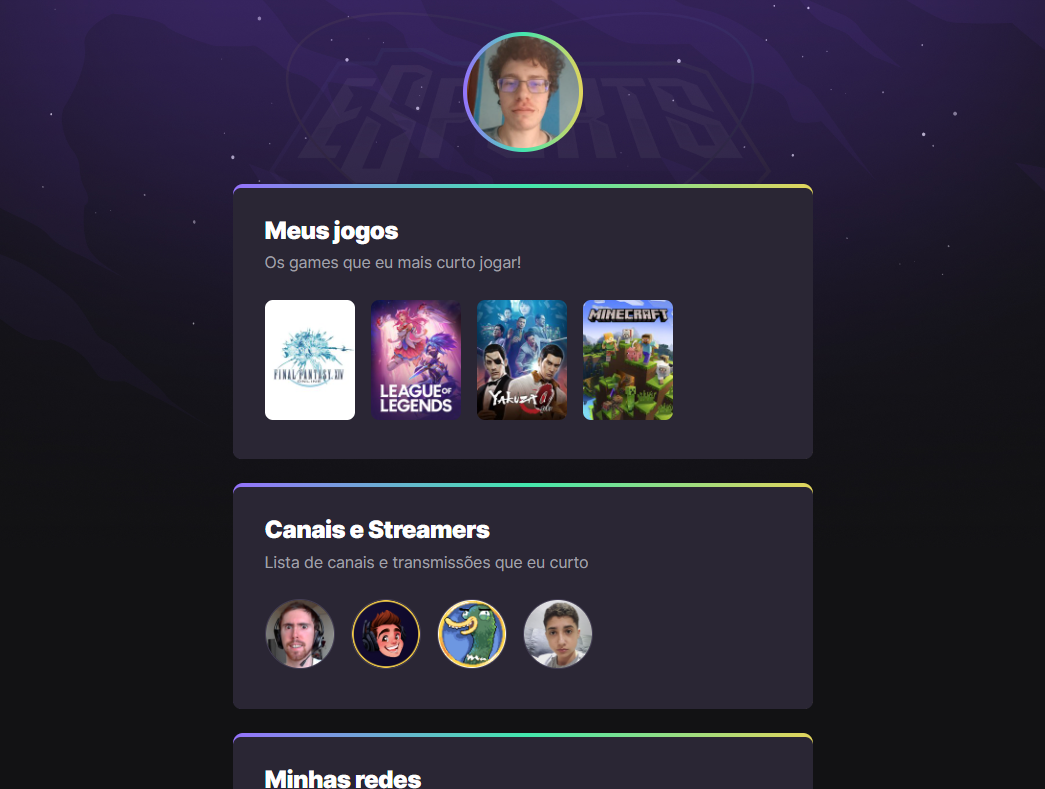 ESPORTS
Meus jogos
Os games que eu mais curto jogar!
FINAL FANTASY XIV
LEAGUE OF
LEGENDS
YAKUZA 0
MINECRAFT
Canais e Streamers
Lista de canais e transmissões que eu curto
Minhas redes